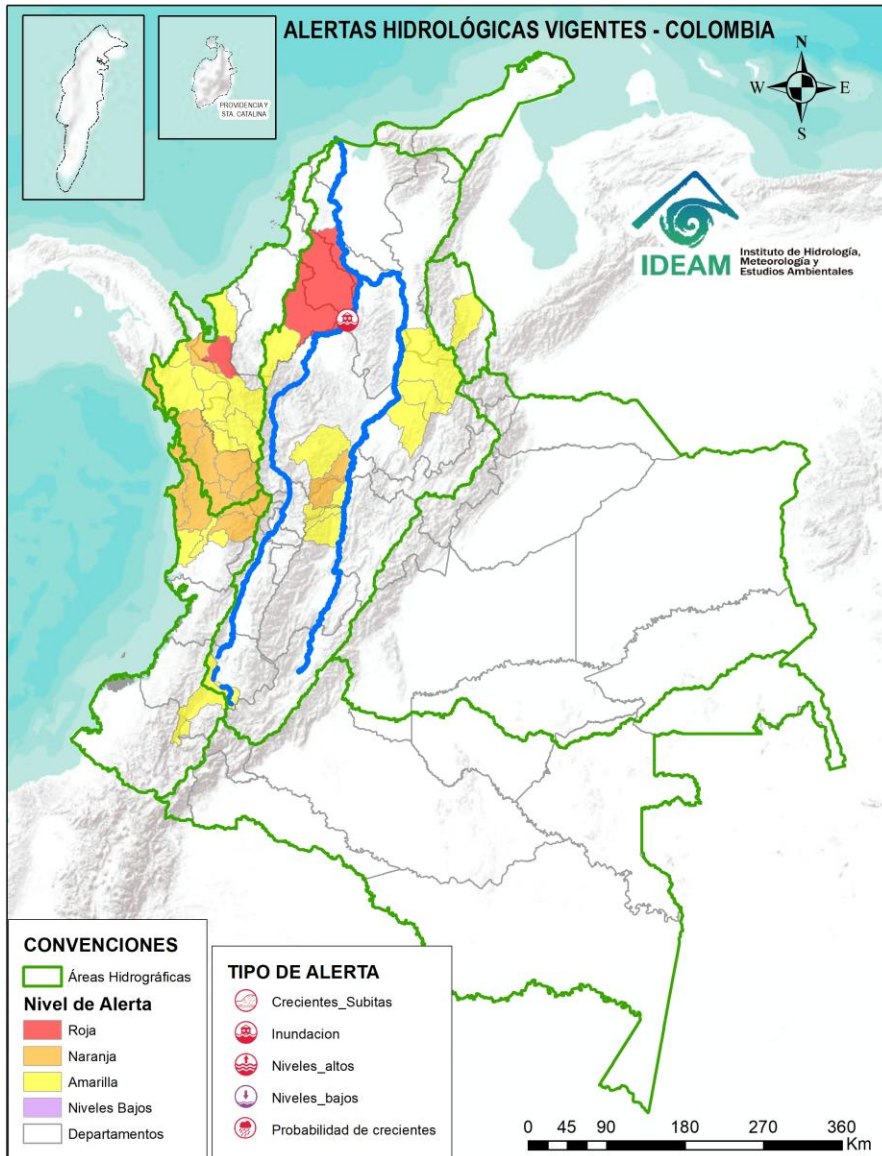 ALERTAS HIDROLÓGICAS VIGENTES - COLOMBIA
N
W
E
S
PROVIDENCIA Y
STA. CATALINA
IDEAM
Instituto de Hidrología,
Meteorología y
Estudios Ambientales
CONVENCIONES
Áreas Hidrográficas
Nivel de Alerta
Roja
Naranja
Amarilla
Niveles Bajos
Departamentos
TIPO DE ALERTA
Crecientes_Subitas
Inundacion
Niveles_altos
Niveles_bajos
Probabilidad de crecientes
0 45 90 180 270 360
Km